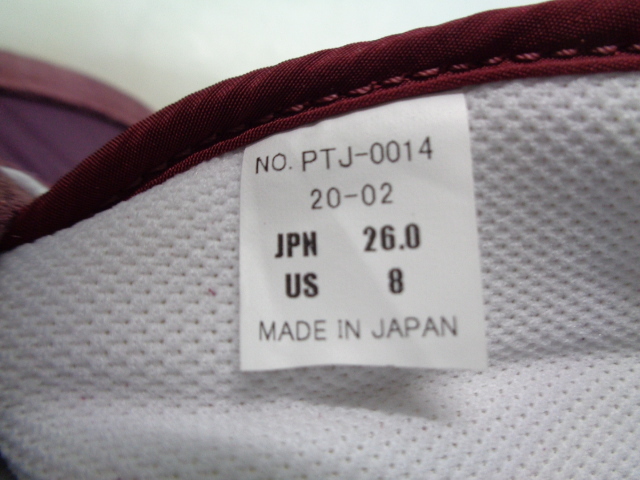 NO. PTJ-0014
20-02
JPN 26.0
US 8
MADE IN JAPAN